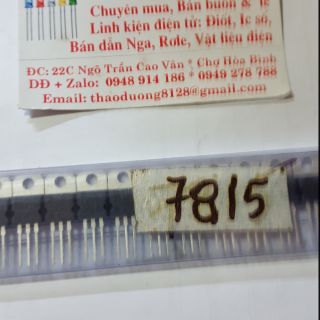 Chuyên mua, Bán buôn & lẻ
Linh kiện điện tử: Điốt, Ic số,
Bán dẫn Nga, Rơle, Vật liệu điện
ĐC: 22C Ngõ Trần Cao Vân * Chợ Hòa Bình
DĐ + Zalo: 0948 914 186 * 0949 278 788
Email: thaoduong8128@gmail.com
7815